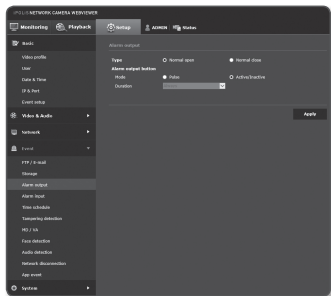 iPOLiS NETWORK CAMERA WEBVIEWER
Monitoring
Playback
Setup
ADMIN
Status
Basic
Video profile
User
Date & Time
IP & Port
Event setup
Video & Audio
Network
Event
FTP / E-mail
Storage
Alarm output
Alarm input
Time schedule
Tampering detection
MD / VA
Face detection
Audio detection
Network disconnection
App event
System
Alarm output
Type
Normal open
Normal close
Alarm output button
Mode
Pulse
Active/Inactive
Duration
Apply